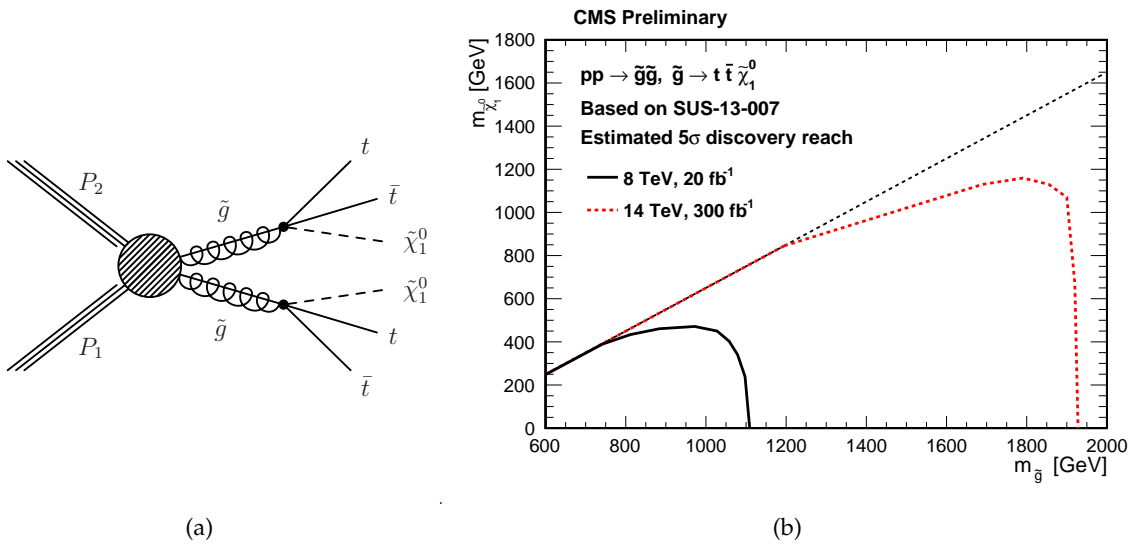 P₂
P₁
g̃
g̃
t
t̄
χ̃₁⁰
χ̃₁⁰
t
t̄
(a)
CMS Preliminary
pp → g̃g̃, g̃ → t t̄ χ̃₁⁰
Based on SUS-13-007
Estimated 5σ discovery reach
8 TeV, 20 fb⁻¹
14 TeV, 300 fb⁻¹
m_χ̃₁⁰ [GeV]
1800
1600
1400
1200
1000
800
600
400
200
0
600 800 1000 1200 1400 1600 1800 2000
m_g̃ [GeV]
(b)